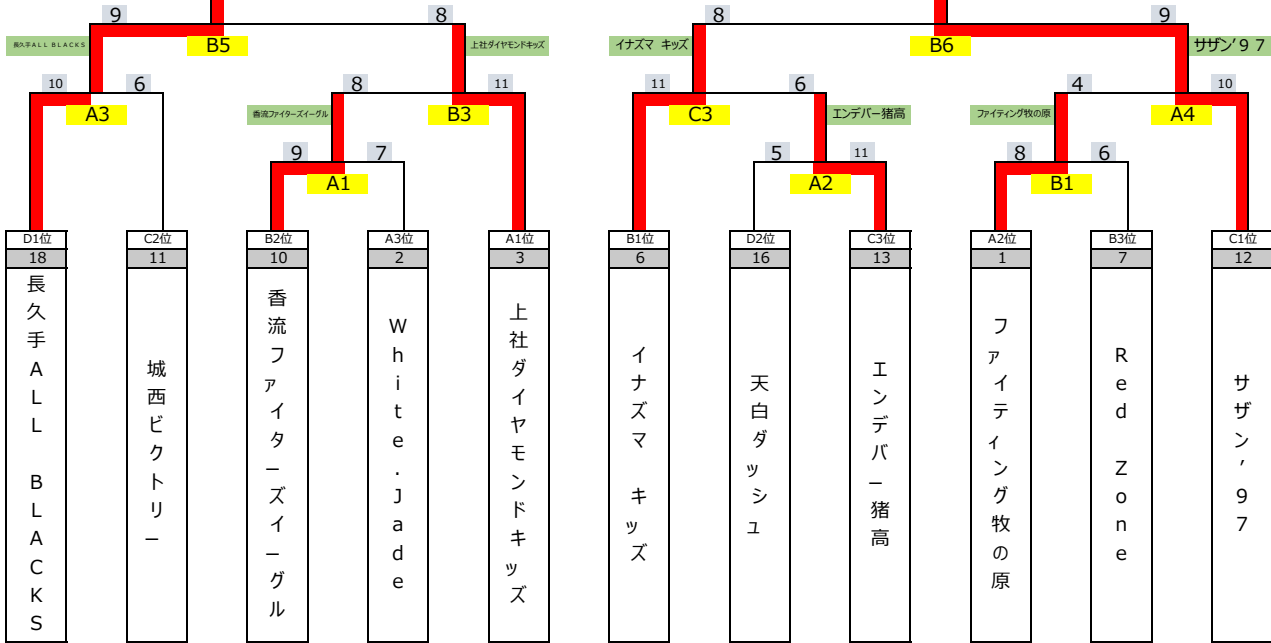 9 8 8 9
長久手ALL BLACKS B5 上社ダイヤモンドキッズ イナズマ キッズ B6 サザン’97
10 6 8 11 11 6 4 10
A3 香流ファイターズイーグル B3 C3 エンデバー猪高 ファイティング牧の原 A4
9 7 5 11 8 6
A1 A2 B1
D1位 C2位 B2位 A3位 A1位 B1位 D2位 C3位 A2位 B3位 C1位
18 11 10 2 3 6 16 13 1 7 12
長久手ALL BLACKS
城西ビクトリー
香流ファイターズイーグル
White.Jade
上社ダイヤモンドキッズ
イナズマ キッズ
天白ダッシュ
エンデバー猪高
ファイティング牧の原
Red Zone
サザン’97